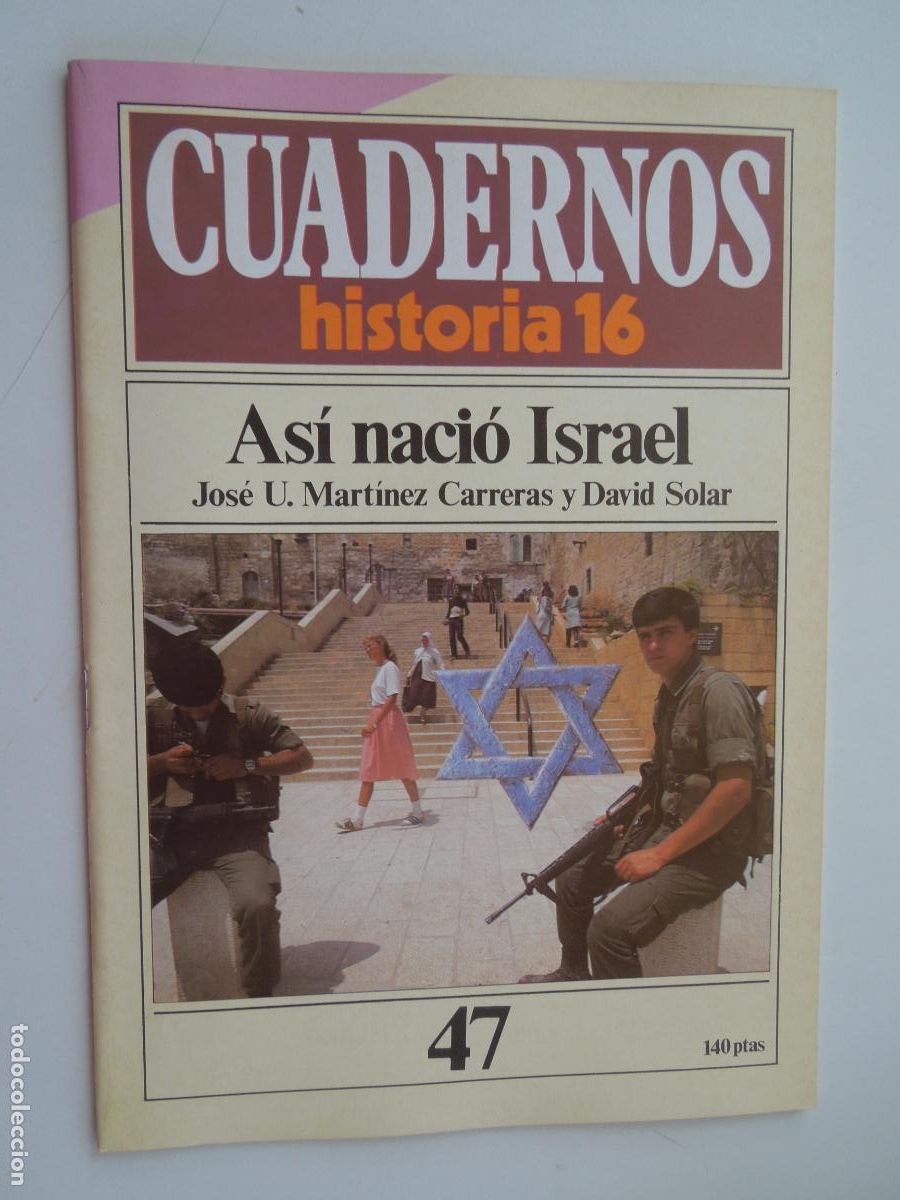 CUADERNOS
historia 16
Así nació Israel
José U. Martínez Carreras y David Solar
47
140 ptas
todocoleccion